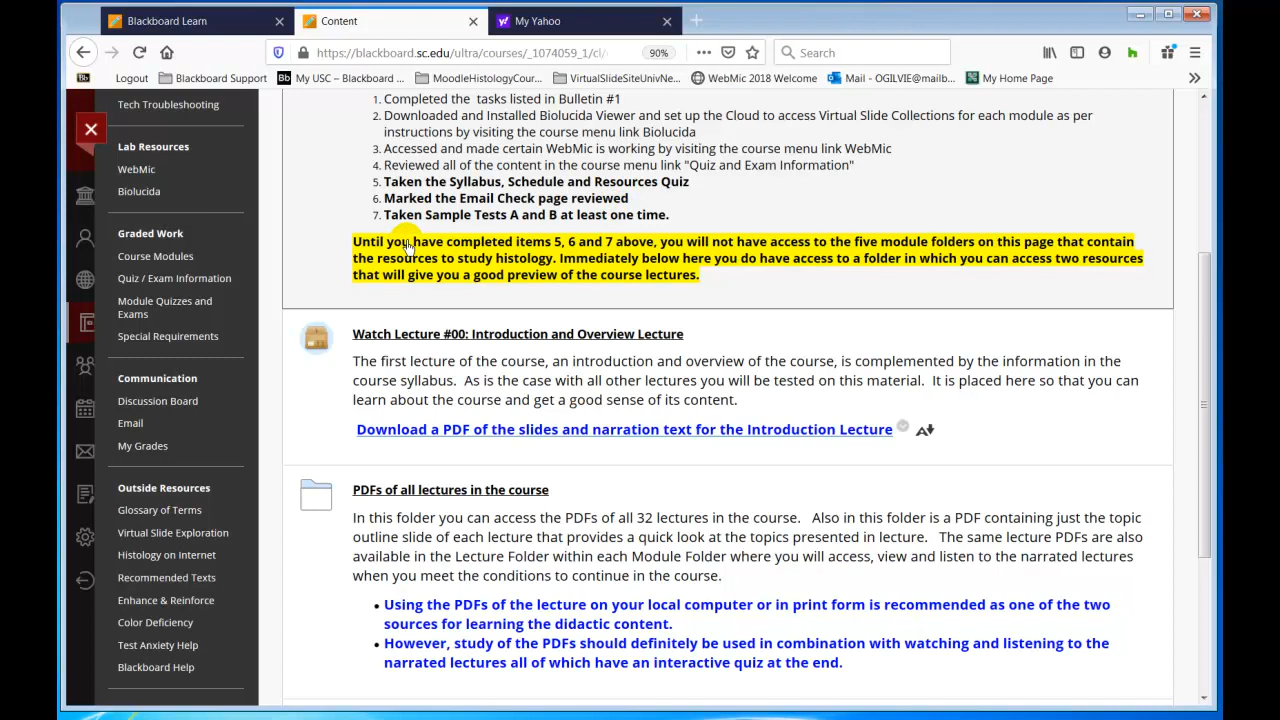 Blackboard Learn
Content
My Yahoo
https://blackboard.sc.edu/ultra/courses/_1074059_1/cl/
90%
Search
Bb
Logout
Blackboard Support
Bb My USC – Blackboard ...
MoodleHistologyCour...
VirtualSlideSiteUnivNe...
WebMic 2018 Welcome
Mail - OGILVIE@mailb...
My Home Page
Tech Troubleshooting
Lab Resources
WebMic
Biolucida
Graded Work
Course Modules
Quiz / Exam Information
Module Quizzes and
Exams
Special Requirements
Communication
Discussion Board
Email
My Grades
Outside Resources
Glossary of Terms
Virtual Slide Exploration
Histology on Internet
Recommended Texts
Enhance & Reinforce
Color Deficiency
Test Anxiety Help
Blackboard Help
1. Completed the tasks listed in Bulletin #1
2. Downloaded and Installed Biolucida Viewer and set up the Cloud to access Virtual Slide Collections for each module as per
instructions by visiting the course menu link Biolucida
3. Accessed and made certain WebMic is working by visiting the course menu link WebMic
4. Reviewed all of the content in the course menu link "Quiz and Exam Information"
5. Taken the Syllabus, Schedule and Resources Quiz
6. Marked the Email Check page reviewed
7. Taken Sample Tests A and B at least one time.
Until you have completed items 5, 6 and 7 above, you will not have access to the five module folders on this page that contain
the resources to study histology. Immediately below here you do have access to a folder in which you can access two resources
that will give you a good preview of the course lectures.
Watch Lecture #00: Introduction and Overview Lecture
The first lecture of the course, an introduction and overview of the course, is complemented by the information in the
course syllabus. As is the case with all other lectures you will be tested on this material. It is placed here so that you can
learn about the course and get a good sense of its content.
Download a PDF of the slides and narration text for the Introduction Lecture
PDFs of all lectures in the course
In this folder you can access the PDFs of all 32 lectures in the course. Also in this folder is a PDF containing just the topic
outline slide of each lecture that provides a quick look at the topics presented in lecture. The same lecture PDFs are also
available in the Lecture Folder within each Module Folder where you will access, view and listen to the narrated lectures
when you meet the conditions to continue in the course.
• Using the PDFs of the lecture on your local computer or in print form is recommended as one of the two
sources for learning the didactic content.
• However, study of the PDFs should definitely be used in combination with watching and listening to the
narrated lectures all of which have an interactive quiz at the end.